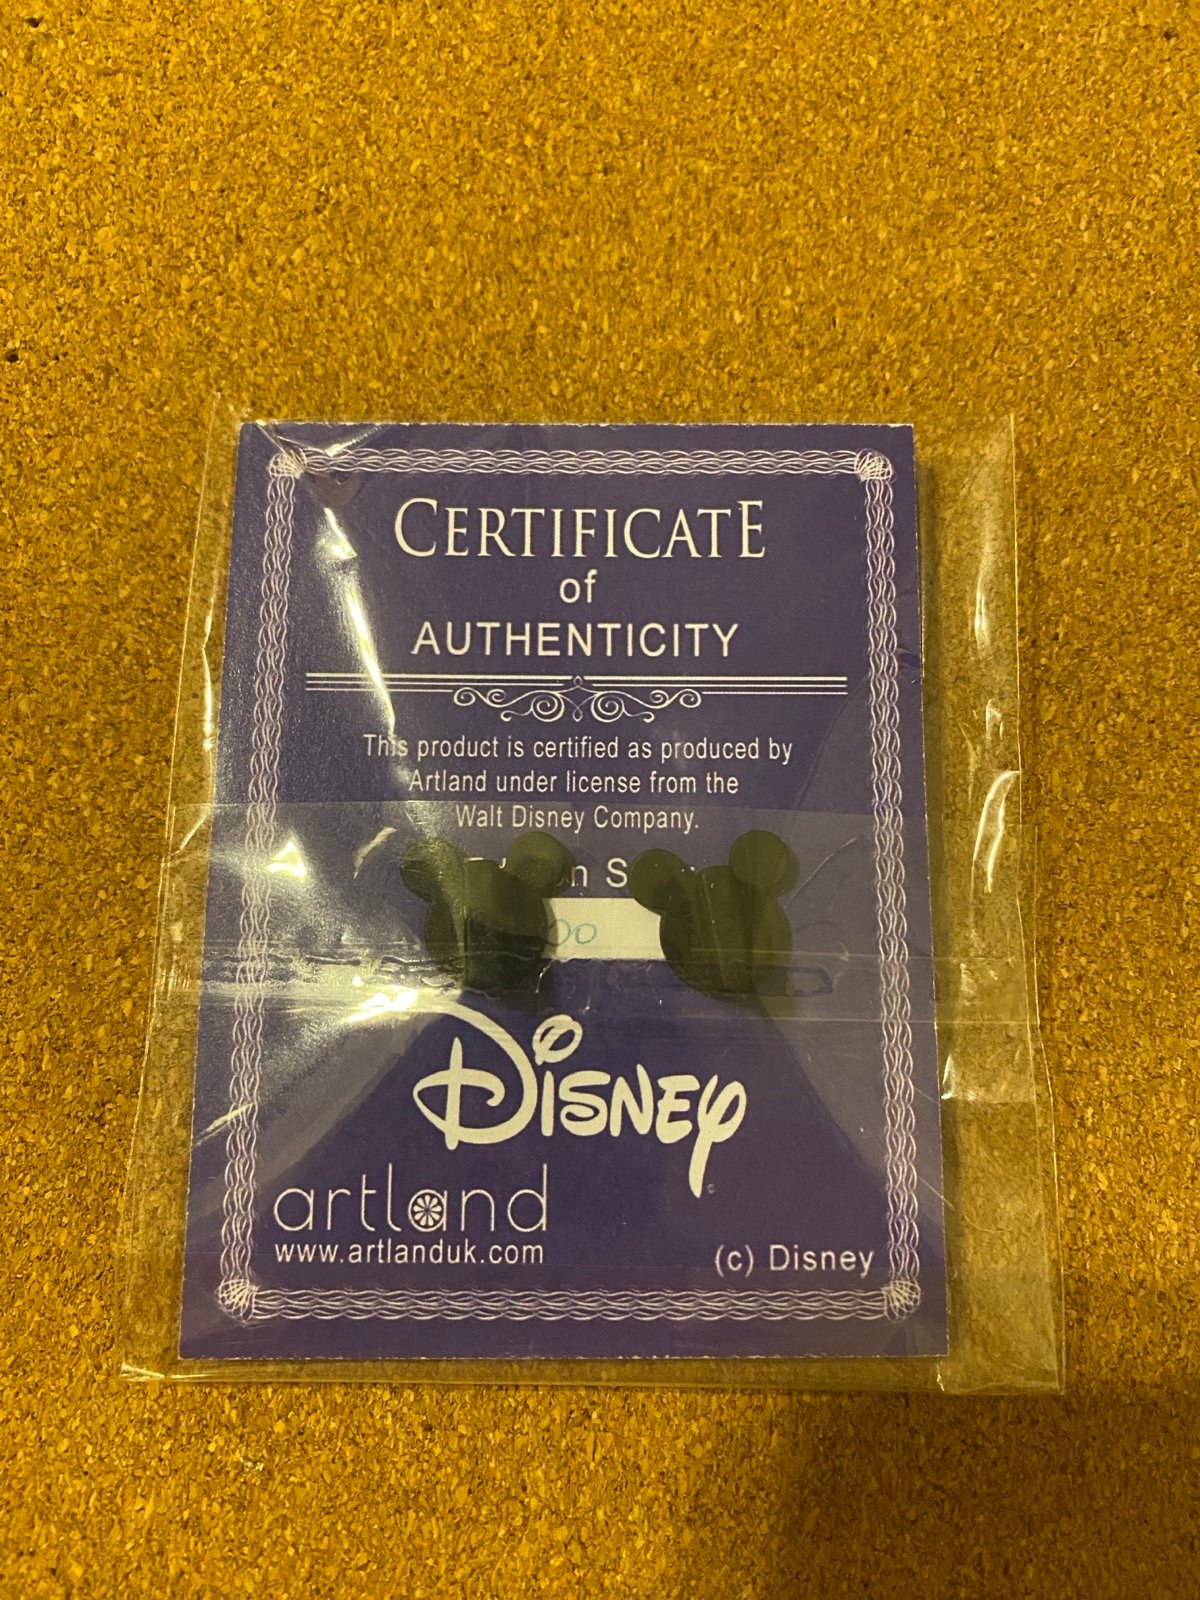 CERTIFICATE
of
AUTHENTICITY
This product is certified as produced by
Artland under license from the
Walt Disney Company.
Disney
artland
www.artlanduk.com
(c) Disney